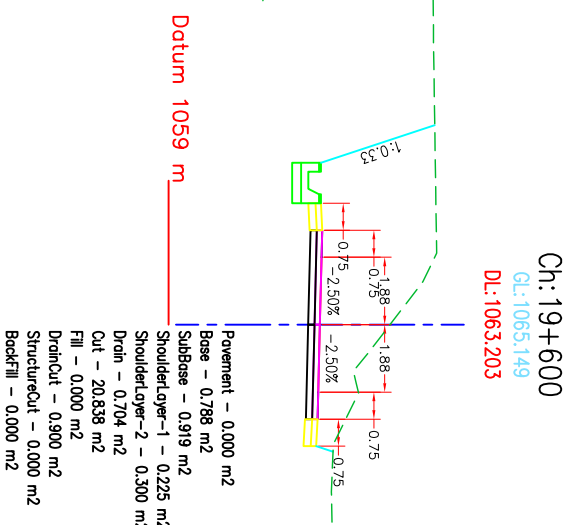 Ch:19+600
GL:1065.149
DL:1063.203
1:0.33
0.75
0.75
1.88
1.88
0.75
0.75
-2.50%
-2.50%
Datum 1059 m
Pavement - 0.000 m2
Base - 0.788 m2
SubBase - 0.919 m2
ShoulderLayer-1 - 0.225 m2
ShoulderLayer-2 - 0.300 m2
Drain - 0.704 m2
Cut - 20.838 m2
Fill - 0.000 m2
DrainCut - 0.900 m2
StructureCut - 0.000 m2
BackFill - 0.000 m2